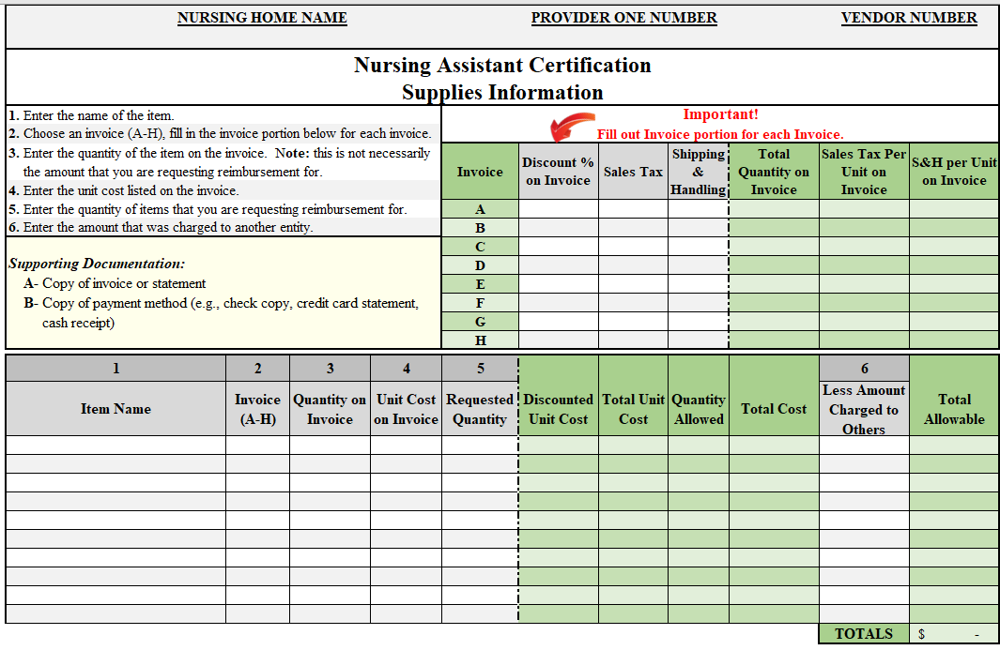 NURSING HOME NAME PROVIDER ONE NUMBER VENDOR NUMBER
Nursing Assistant Certification
Supplies Information
1. Enter the name of the item.
2. Choose an invoice (A-H), fill in the invoice portion below for each invoice.
3. Enter the quantity of the item on the invoice. Note: this is not necessarily
the amount that you are requesting reimbursement for.
4. Enter the unit cost listed on the invoice.
5. Enter the quantity of items that you are requesting reimbursement for.
6. Enter the amount that was charged to another entity.
Supporting Documentation:
A- Copy of invoice or statement
B- Copy of payment method (e.g., check copy, credit card statement,
cash receipt)
Important!
Fill out Invoice portion for each Invoice.
Invoice
Discount %
on Invoice
Sales Tax
Shipping
&
Handling
Total
Quantity on
Invoice
Sales Tax Per
Unit on
Invoice
S&H per Unit
on Invoice
A
B
C
D
E
F
G
H
1 2 3 4 5 6
Item Name
Invoice
(A-H)
Quantity on
Invoice
Unit Cost
on Invoice
Requested
Quantity
Discounted
Unit Cost
Total Unit
Cost
Quantity
Allowed
Total Cost
Less Amount
Charged to
Others
Total
Allowable
TOTALS $ -